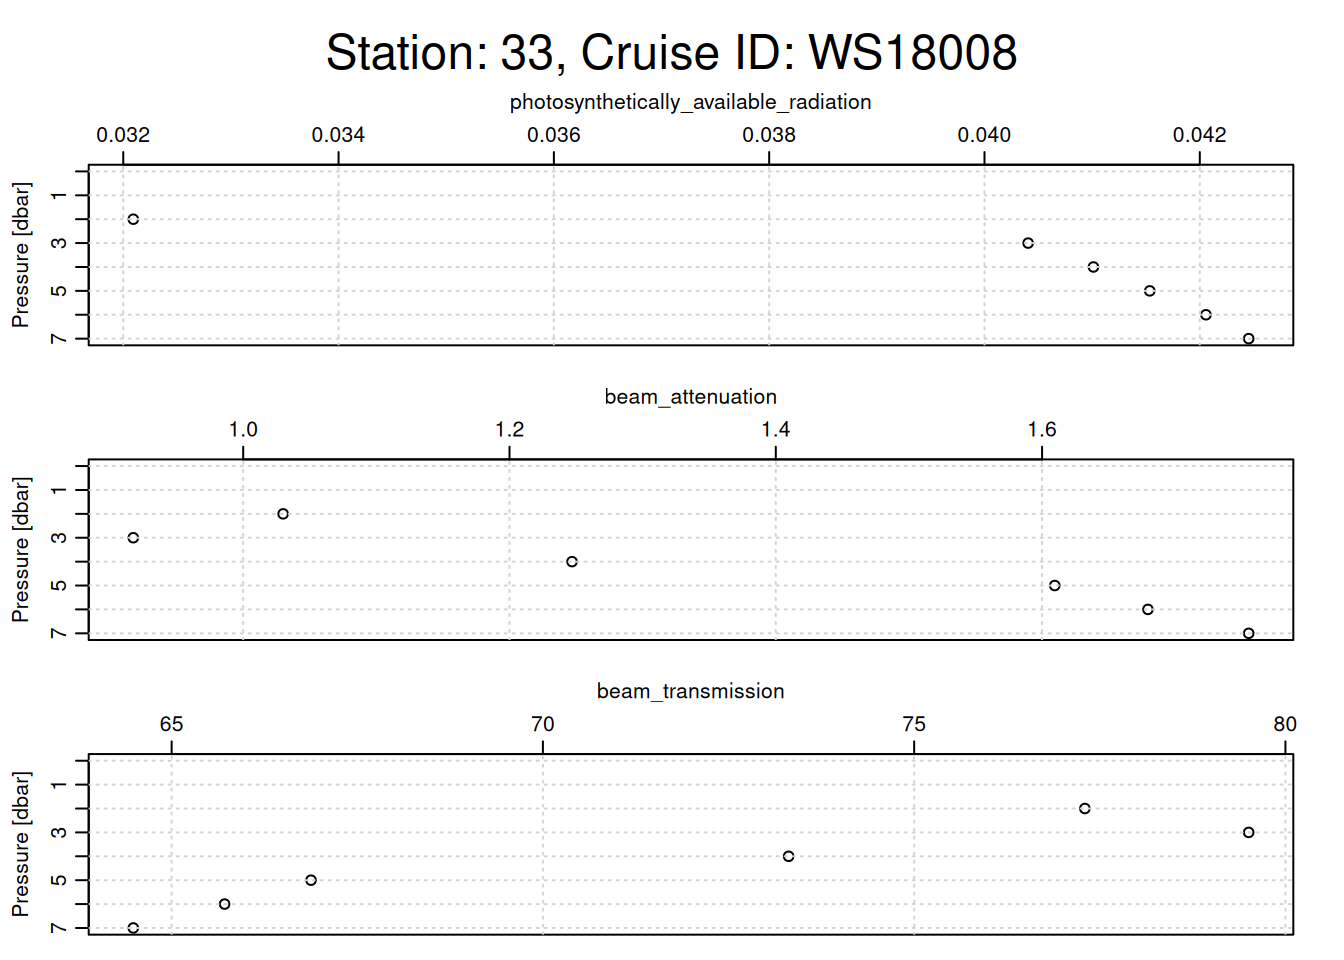 Station: 33, Cruise ID: WS18008
photosynthetically_available_radiation
0.032 0.034 0.036 0.038 0.040 0.042
Pressure [dbar]
1
3
5
7
beam_attenuation
1.0 1.2 1.4 1.6
Pressure [dbar]
1
3
5
7
beam_transmission
65 70 75 80
Pressure [dbar]
1
3
5
7